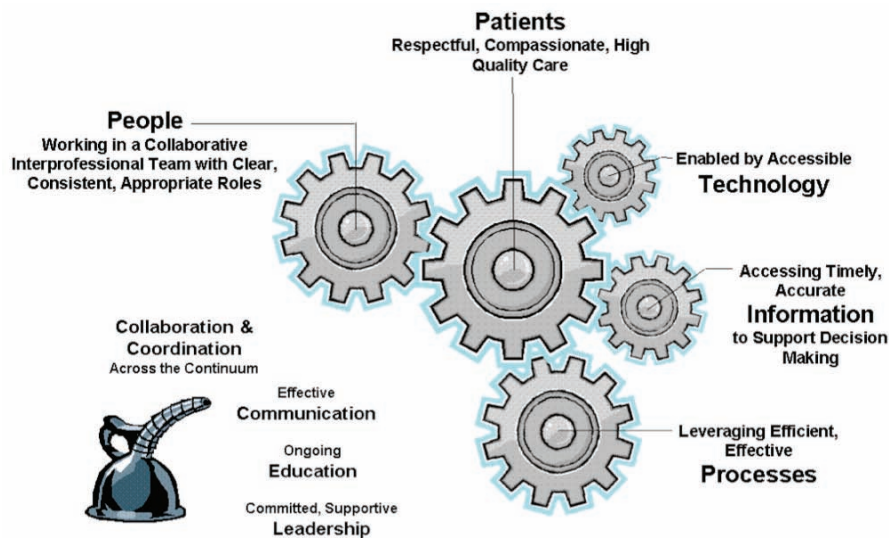 Patients
Respectful, Compassionate, High
Quality Care
People
Working in a Collaborative
Interprofessional Team with Clear,
Consistent, Appropriate Roles
Enabled by Accessible
Technology
Accessing Timely,
Accurate
Information
to Support Decision
Making
Collaboration &
Coordination
Across the Continuum
Effective
Communication
Ongoing
Education
Committed, Supportive
Leadership
Leveraging Efficient,
Effective
Processes